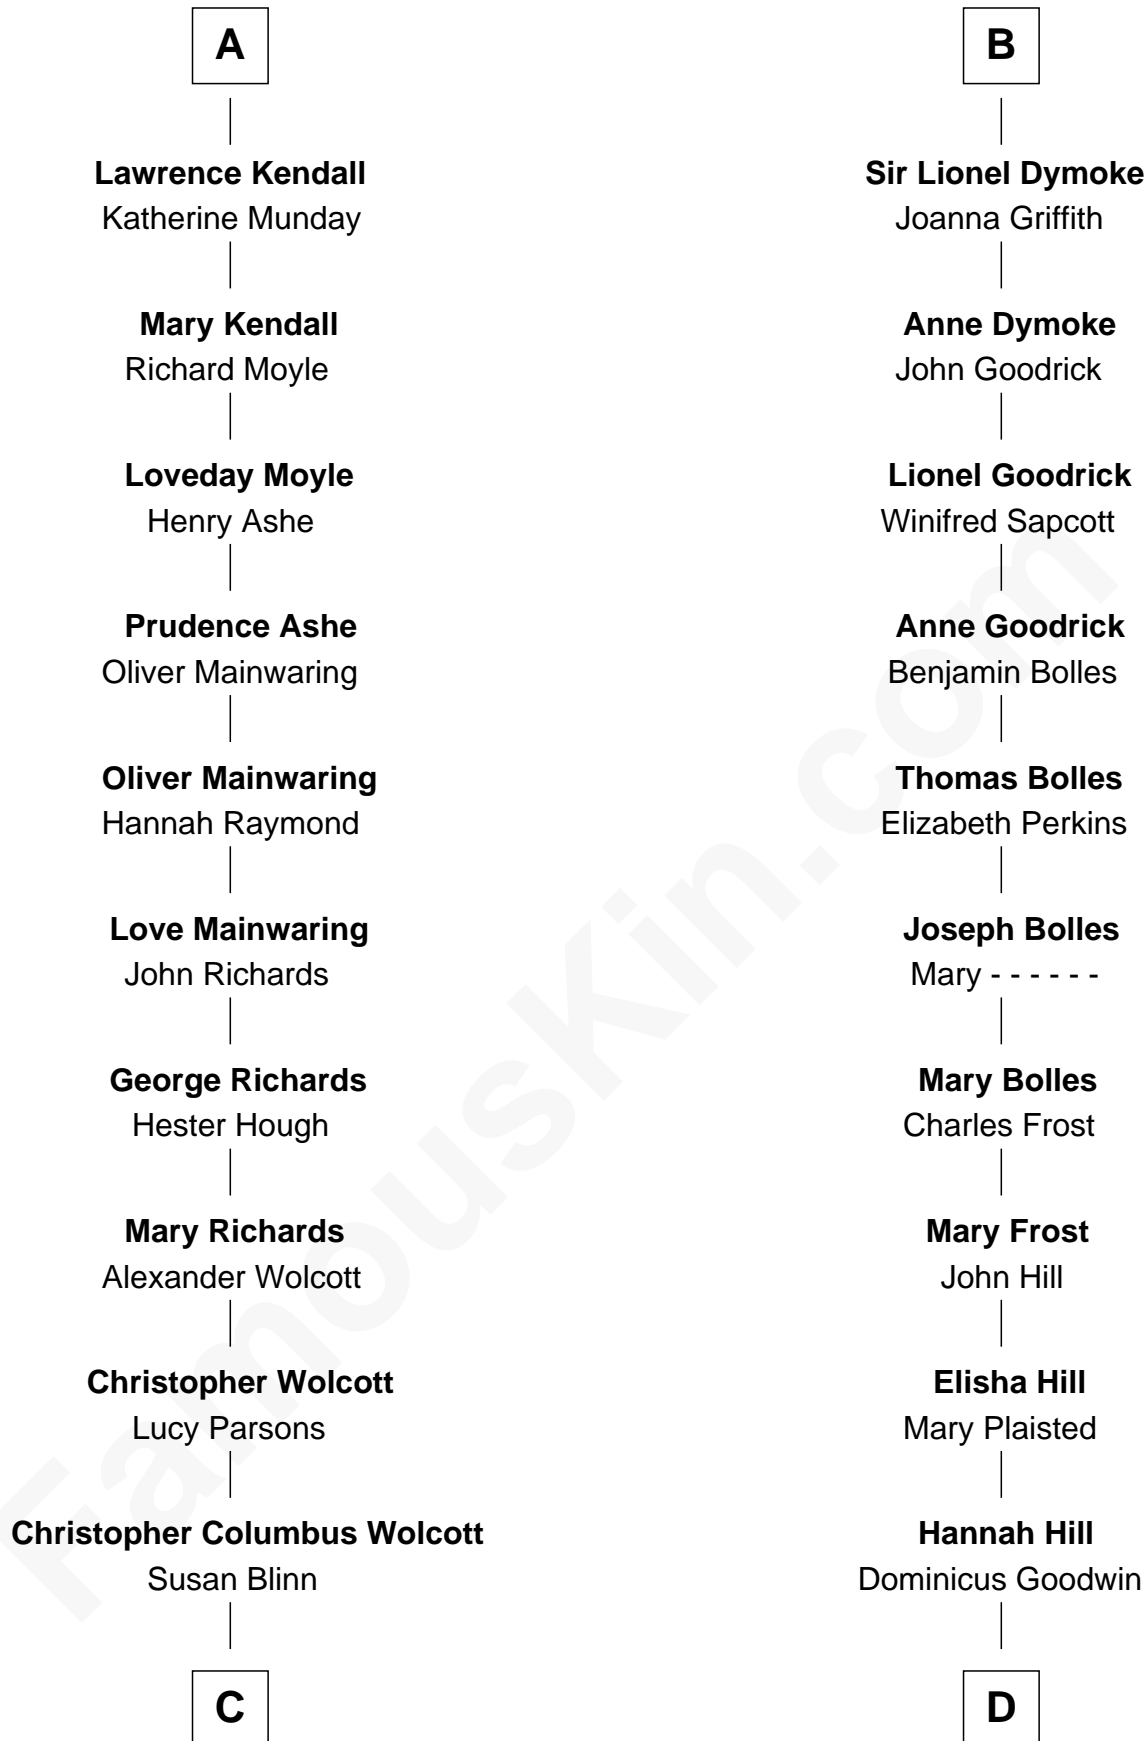 A
Lawrence Kendall
Katherine Munday
Mary Kendall
Richard Moyle
Loveday Moyle
Henry Ashe
Prudence Ashe
Oliver Mainwaring
Oliver Mainwaring
Hannah Raymond
Love Mainwaring
John Richards
George Richards
Hester Hough
Mary Richards
Alexander Wolcott
Christopher Wolcott
Lucy Parsons
Christopher Columbus Wolcott
Susan Blinn
C
B
Sir Lionel Dymoke
Joanna Griffith
Anne Dymoke
John Goodrick
Lionel Goodrick
Winifred Sapcott
Anne Goodrick
Benjamin Bolles
Thomas Bolles
Elizabeth Perkins
Joseph Bolles
Mary - - - - - -
Mary Bolles
Charles Frost
Mary Frost
John Hill
Elisha Hill
Mary Plaisted
Hannah Hill
Dominicus Goodwin
D
FamousKin.com